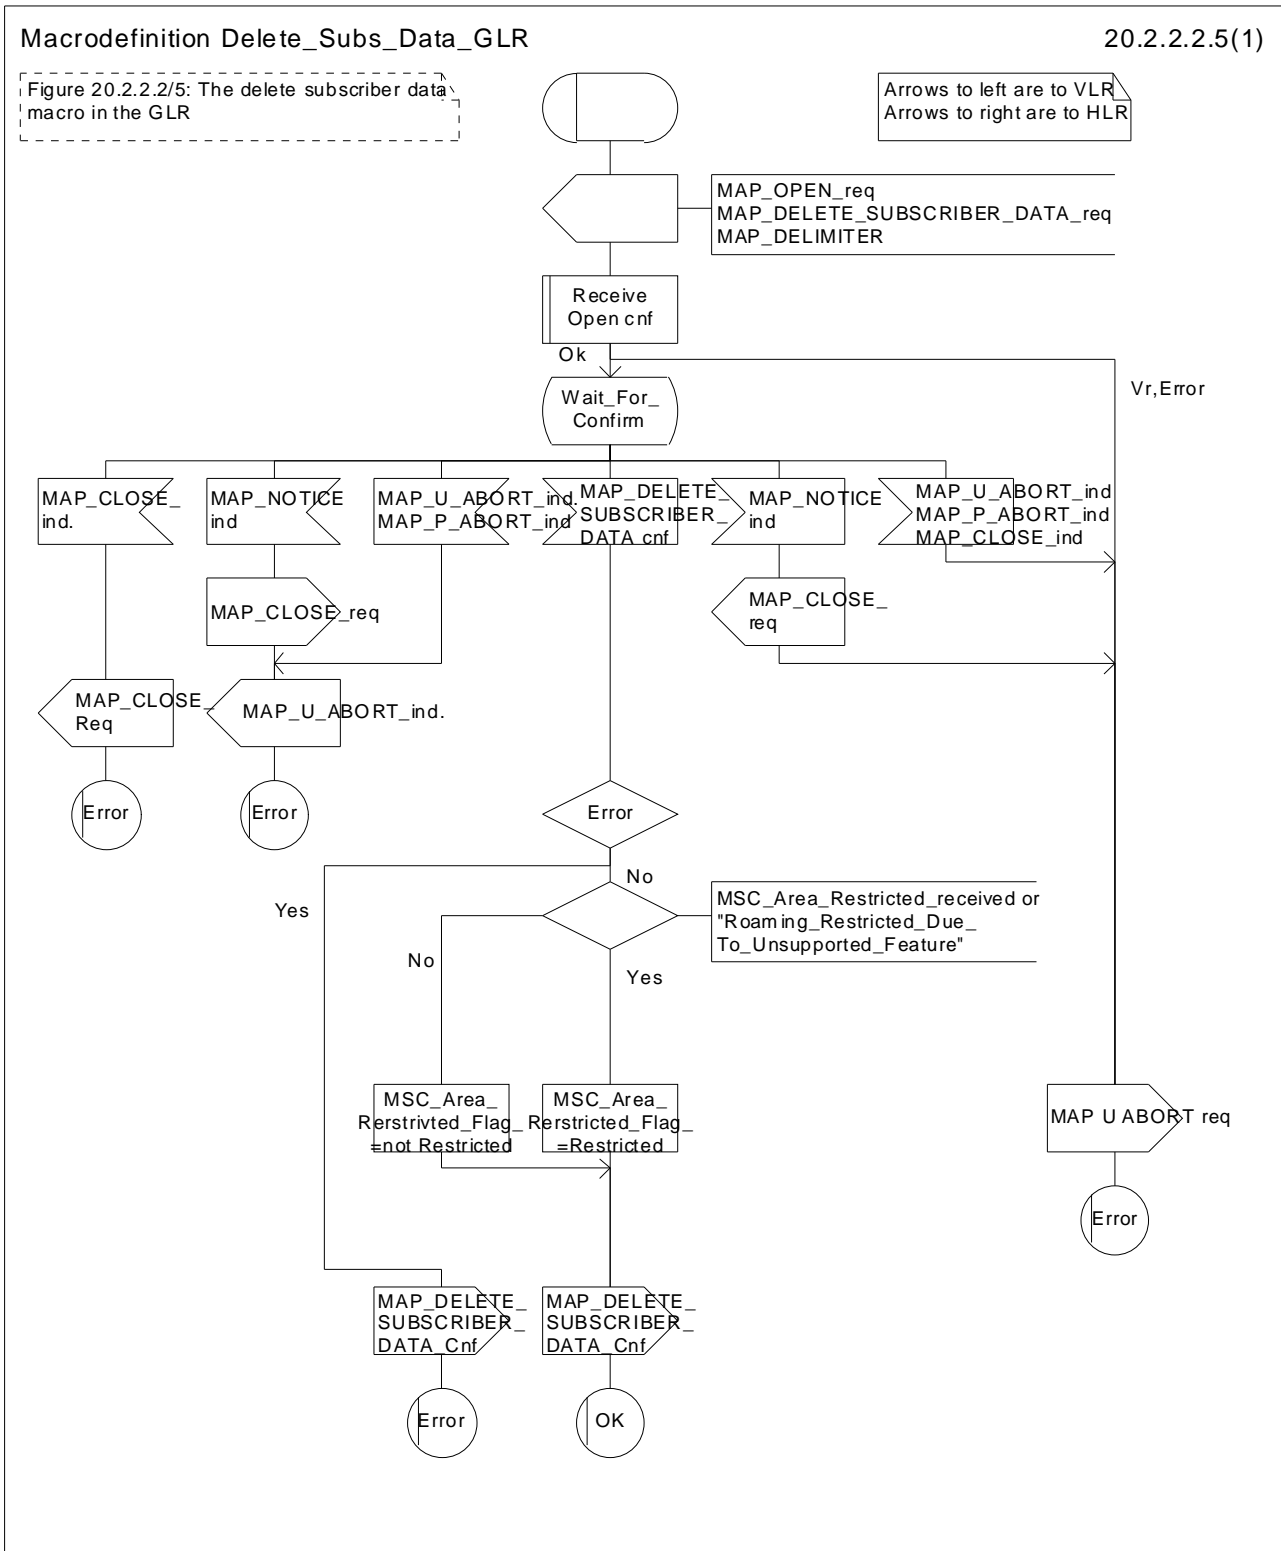 Macrodefinition Delete_Subs_Data_GLR
20.2.2.2.5(1)
Figure 20.2.2.2/5: The delete subscriber data
macro in the GLR
Arrows to left are to VLR
Arrows to right are to HLR
MAP_OPEN_req
MAP_DELETE_SUBSCRIBER_DATA_req
MAP_DELIMITER
Receive
Open cnf
Ok
Vr,Error
Wait_For_
Confirm
MAP_CLOSE_
ind.
MAP_NOTICE
ind
MAP_U_ABORT_ind.
MAP_P_ABORT_ind
MAP_DELETE_
SUBSCRIBER_
DATA cnf
MAP_NOTICE
ind
MAP_U_ABORT_ind
MAP_P_ABORT_ind
MAP_CLOSE_ind
MAP_CLOSE_req
MAP_CLOSE_
req
MAP_CLOSE_
Req
MAP_U_ABORT_ind.
Error
Error
Error
No
Yes
MSC_Area_Restricted_received or
"Roaming_Restricted_Due_
To_Unsupported_Feature"
No
Yes
MSC_Area_
Rerstrivted_Flag_
=not Restricted
MSC_Area_
Rerstricted_Flag_
=Restricted
MAP U ABORT req
Error
MAP_DELETE_
SUBSCRIBER_
DATA_Cnf
MAP_DELETE_
SUBSCRIBER_
DATA_Cnf
Error
OK